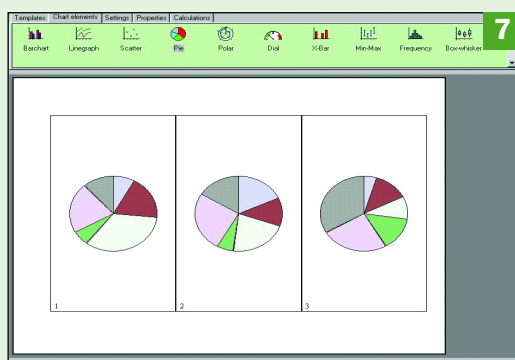 Templates Chart elements Settings Properties Calculations
Barchart Linegraph Scatter Pie Polar Dial X-Bar Min-Max Frequency Box-whisker
7
1 2 3